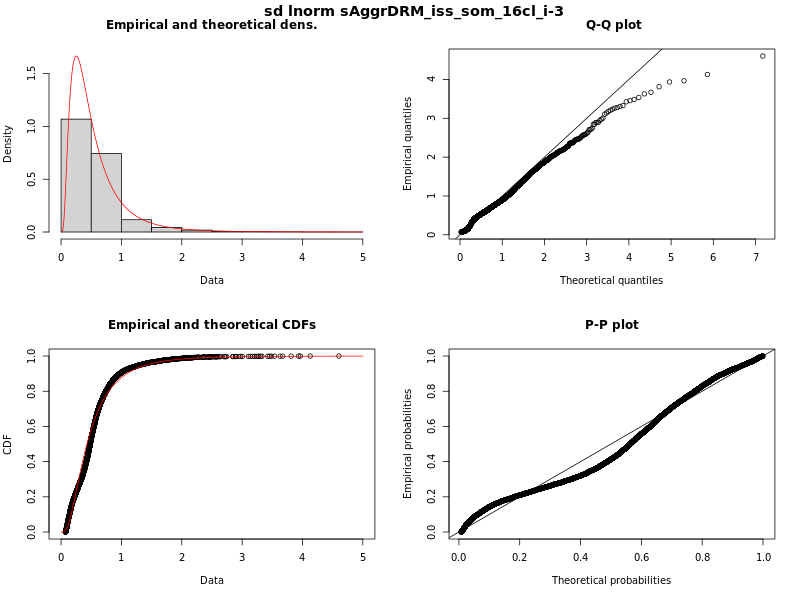 sd lnorm sAggrDRM_iss_som_16cl_i-3
Empirical and theoretical dens.
Density
0.0 0.5 1.0 1.5
0 1 2 3 4 5
Data
Q-Q plot
Empirical quantiles
0 1 2 3 4
0 1 2 3 4 5 6 7
Theoretical quantiles
Empirical and theoretical CDFs
CDF
0.0 0.2 0.4 0.6 0.8 1.0
0 1 2 3 4 5
Data
P-P plot
Empirical probabilities
0.0 0.2 0.4 0.6 0.8 1.0
0.0 0.2 0.4 0.6 0.8 1.0
Theoretical probabilities